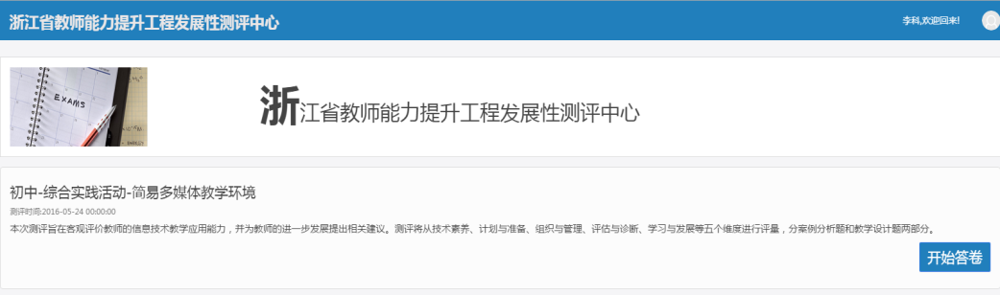 浙江省教师能力提升工程发展性测评中心
李科,欢迎回来!
EXAMS
浙江省教师能力提升工程发展性测评中心
初中-综合实践活动-简易多媒体教学环境
测评时间:2016-05-24 00:00:00
本次测评旨在客观评价教师的信息技术教学应用能力，并为教师的进一步发展提出相关建议。测评将从技术素养、计划与准备、组织与管理、评估与诊断、学习与发展等五个维度进行评量，分案例分析题和教学设计题两部分。
开始答卷